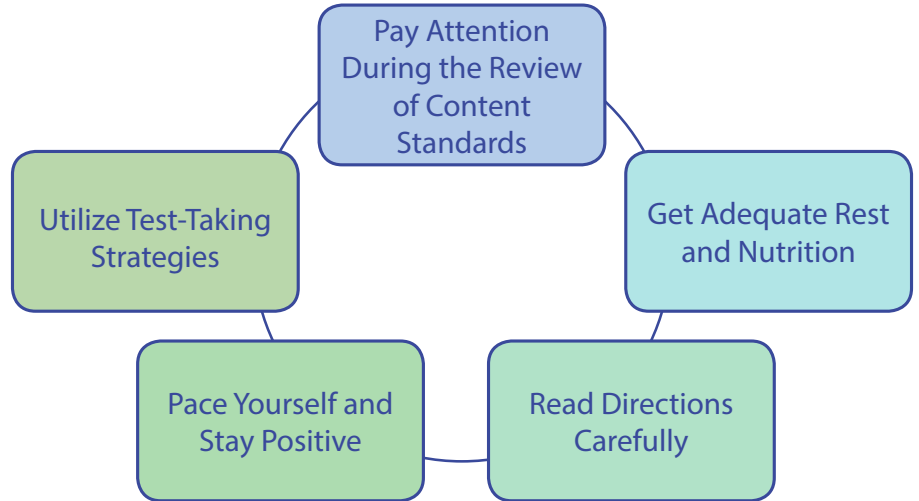 Pay Attention
During the Review
of Content
Standards
Get Adequate Rest
and Nutrition
Read Directions
Carefully
Pace Yourself and
Stay Positive
Utilize Test-Taking
Strategies